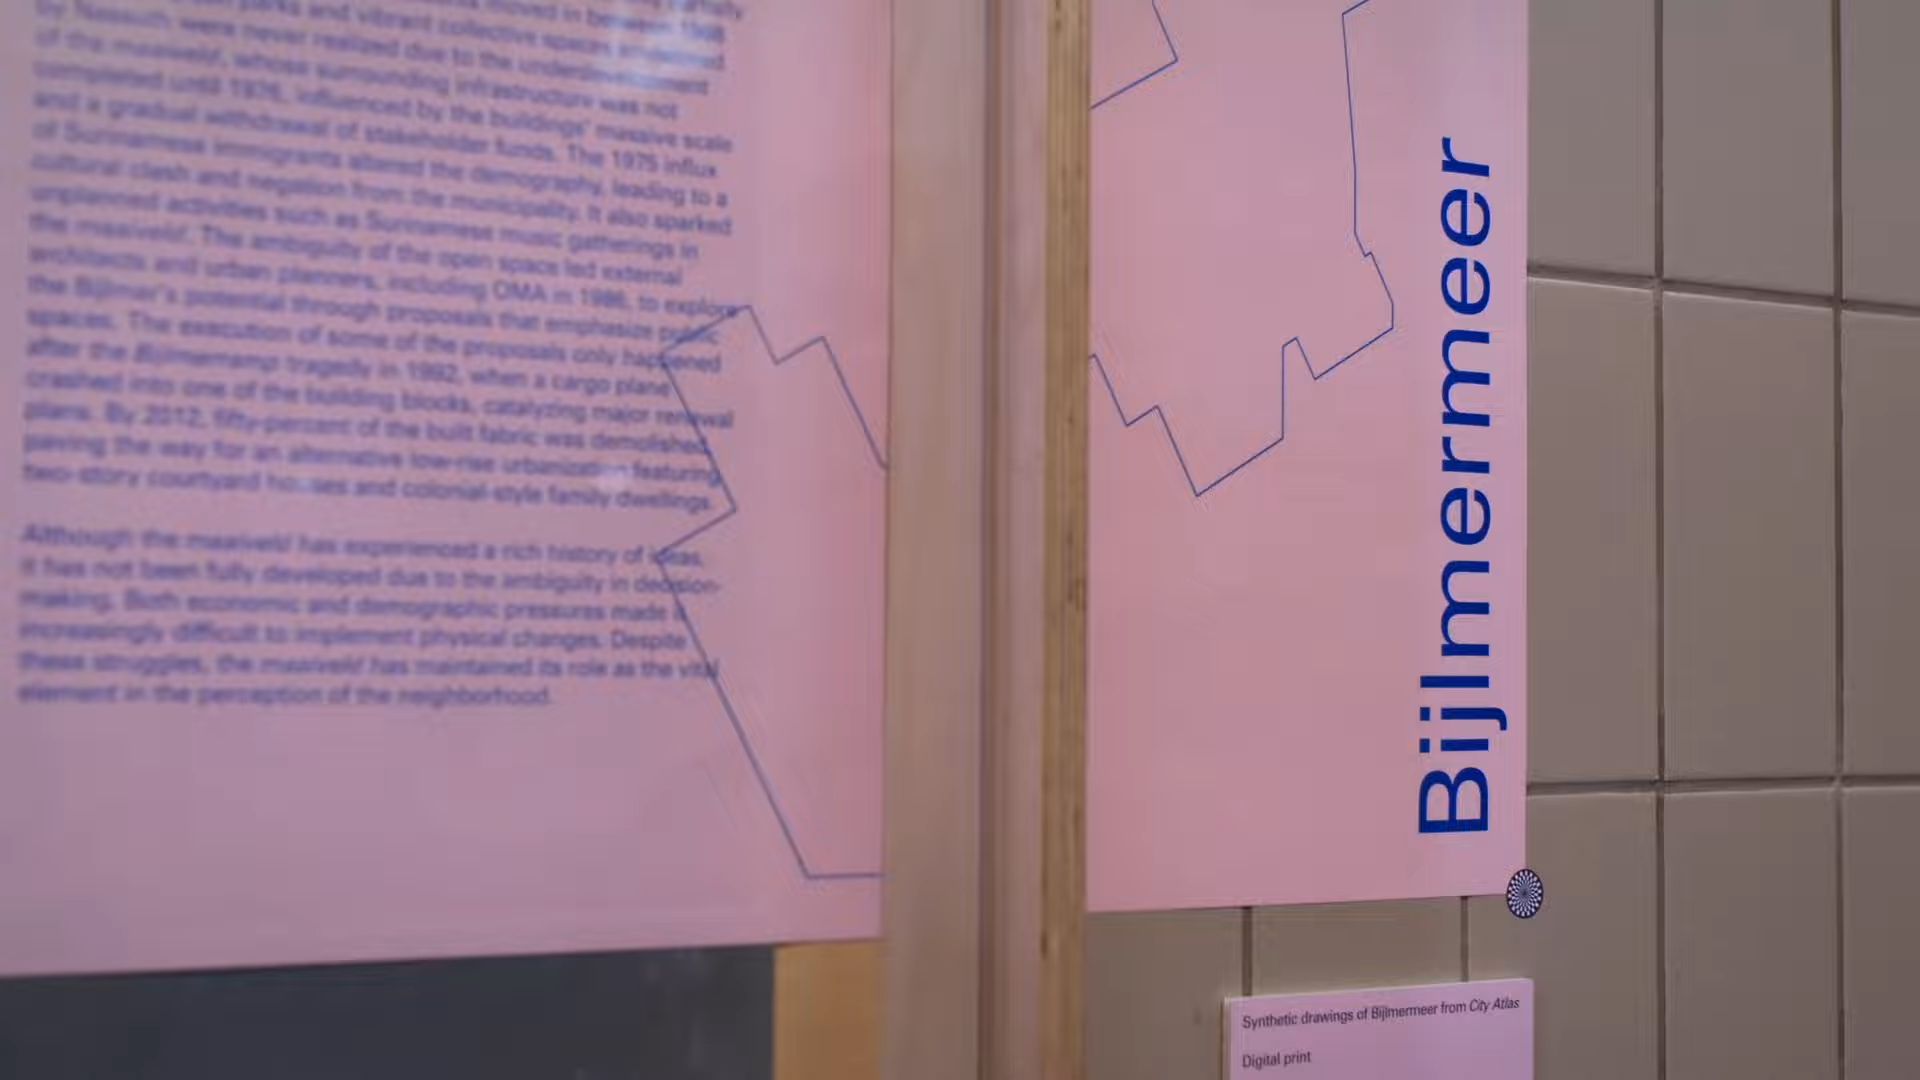 parks and vibrant collective spaces envisioned
by Nassuth, were never realized due to the underdevelopment
of the maaiveld, whose surrounding infrastructure was not
completed until 1976, influenced by the buildings' massive scale
and a gradual withdrawal of stakeholder funds. The 1975 influx
of Surinamese immigrants altered the demography, leading to a
cultural clash and negation from the municipality. It also sparked
unplanned activities such as Surinamese music gatherings in
the maaiveld. The ambiguity of the open space led external
architects and urban planners, including OMA in 1986, to explore
the Bijlmer's potential through proposals that emphasize public
spaces. The execution of some of the proposals only happened
after the Bijlmerramp tragedy in 1992, when a cargo plane
crashed into one of the building blocks, catalyzing major renewal
plans. By 2012, fifty-percent of the built fabric was demolished,
paving the way for an alternative low-rise urbanization featuring
two-story courtyard houses and colonial-style family dwellings.
Although the maaiveld has experienced a rich history of ideas,
it has not been fully developed due to the ambiguity in decision-
making. Both economic and demographic pressures made it
increasingly difficult to implement physical changes. Despite
these struggles, the maaiveld has maintained its role as the vital
element in the perception of the neighborhood.
Bijlmermeer
Synthetic drawings of Bijlmermeer from City Atlas
Digital print